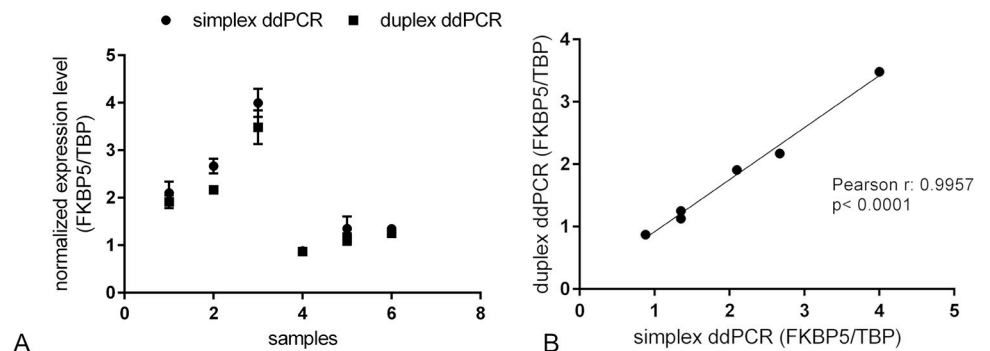 simplex ddPCR
duplex ddPCR
normalized expression level
(FKBP5/TBP)
5
4
3
2
1
0
0
2
4
6
8
samples
A
duplex ddPCR (FKBP5/TBP)
4
3
2
1
0
0
1
2
3
4
5
Pearson r: 0.9957
p< 0.0001
simplex ddPCR (FKBP5/TBP)
B